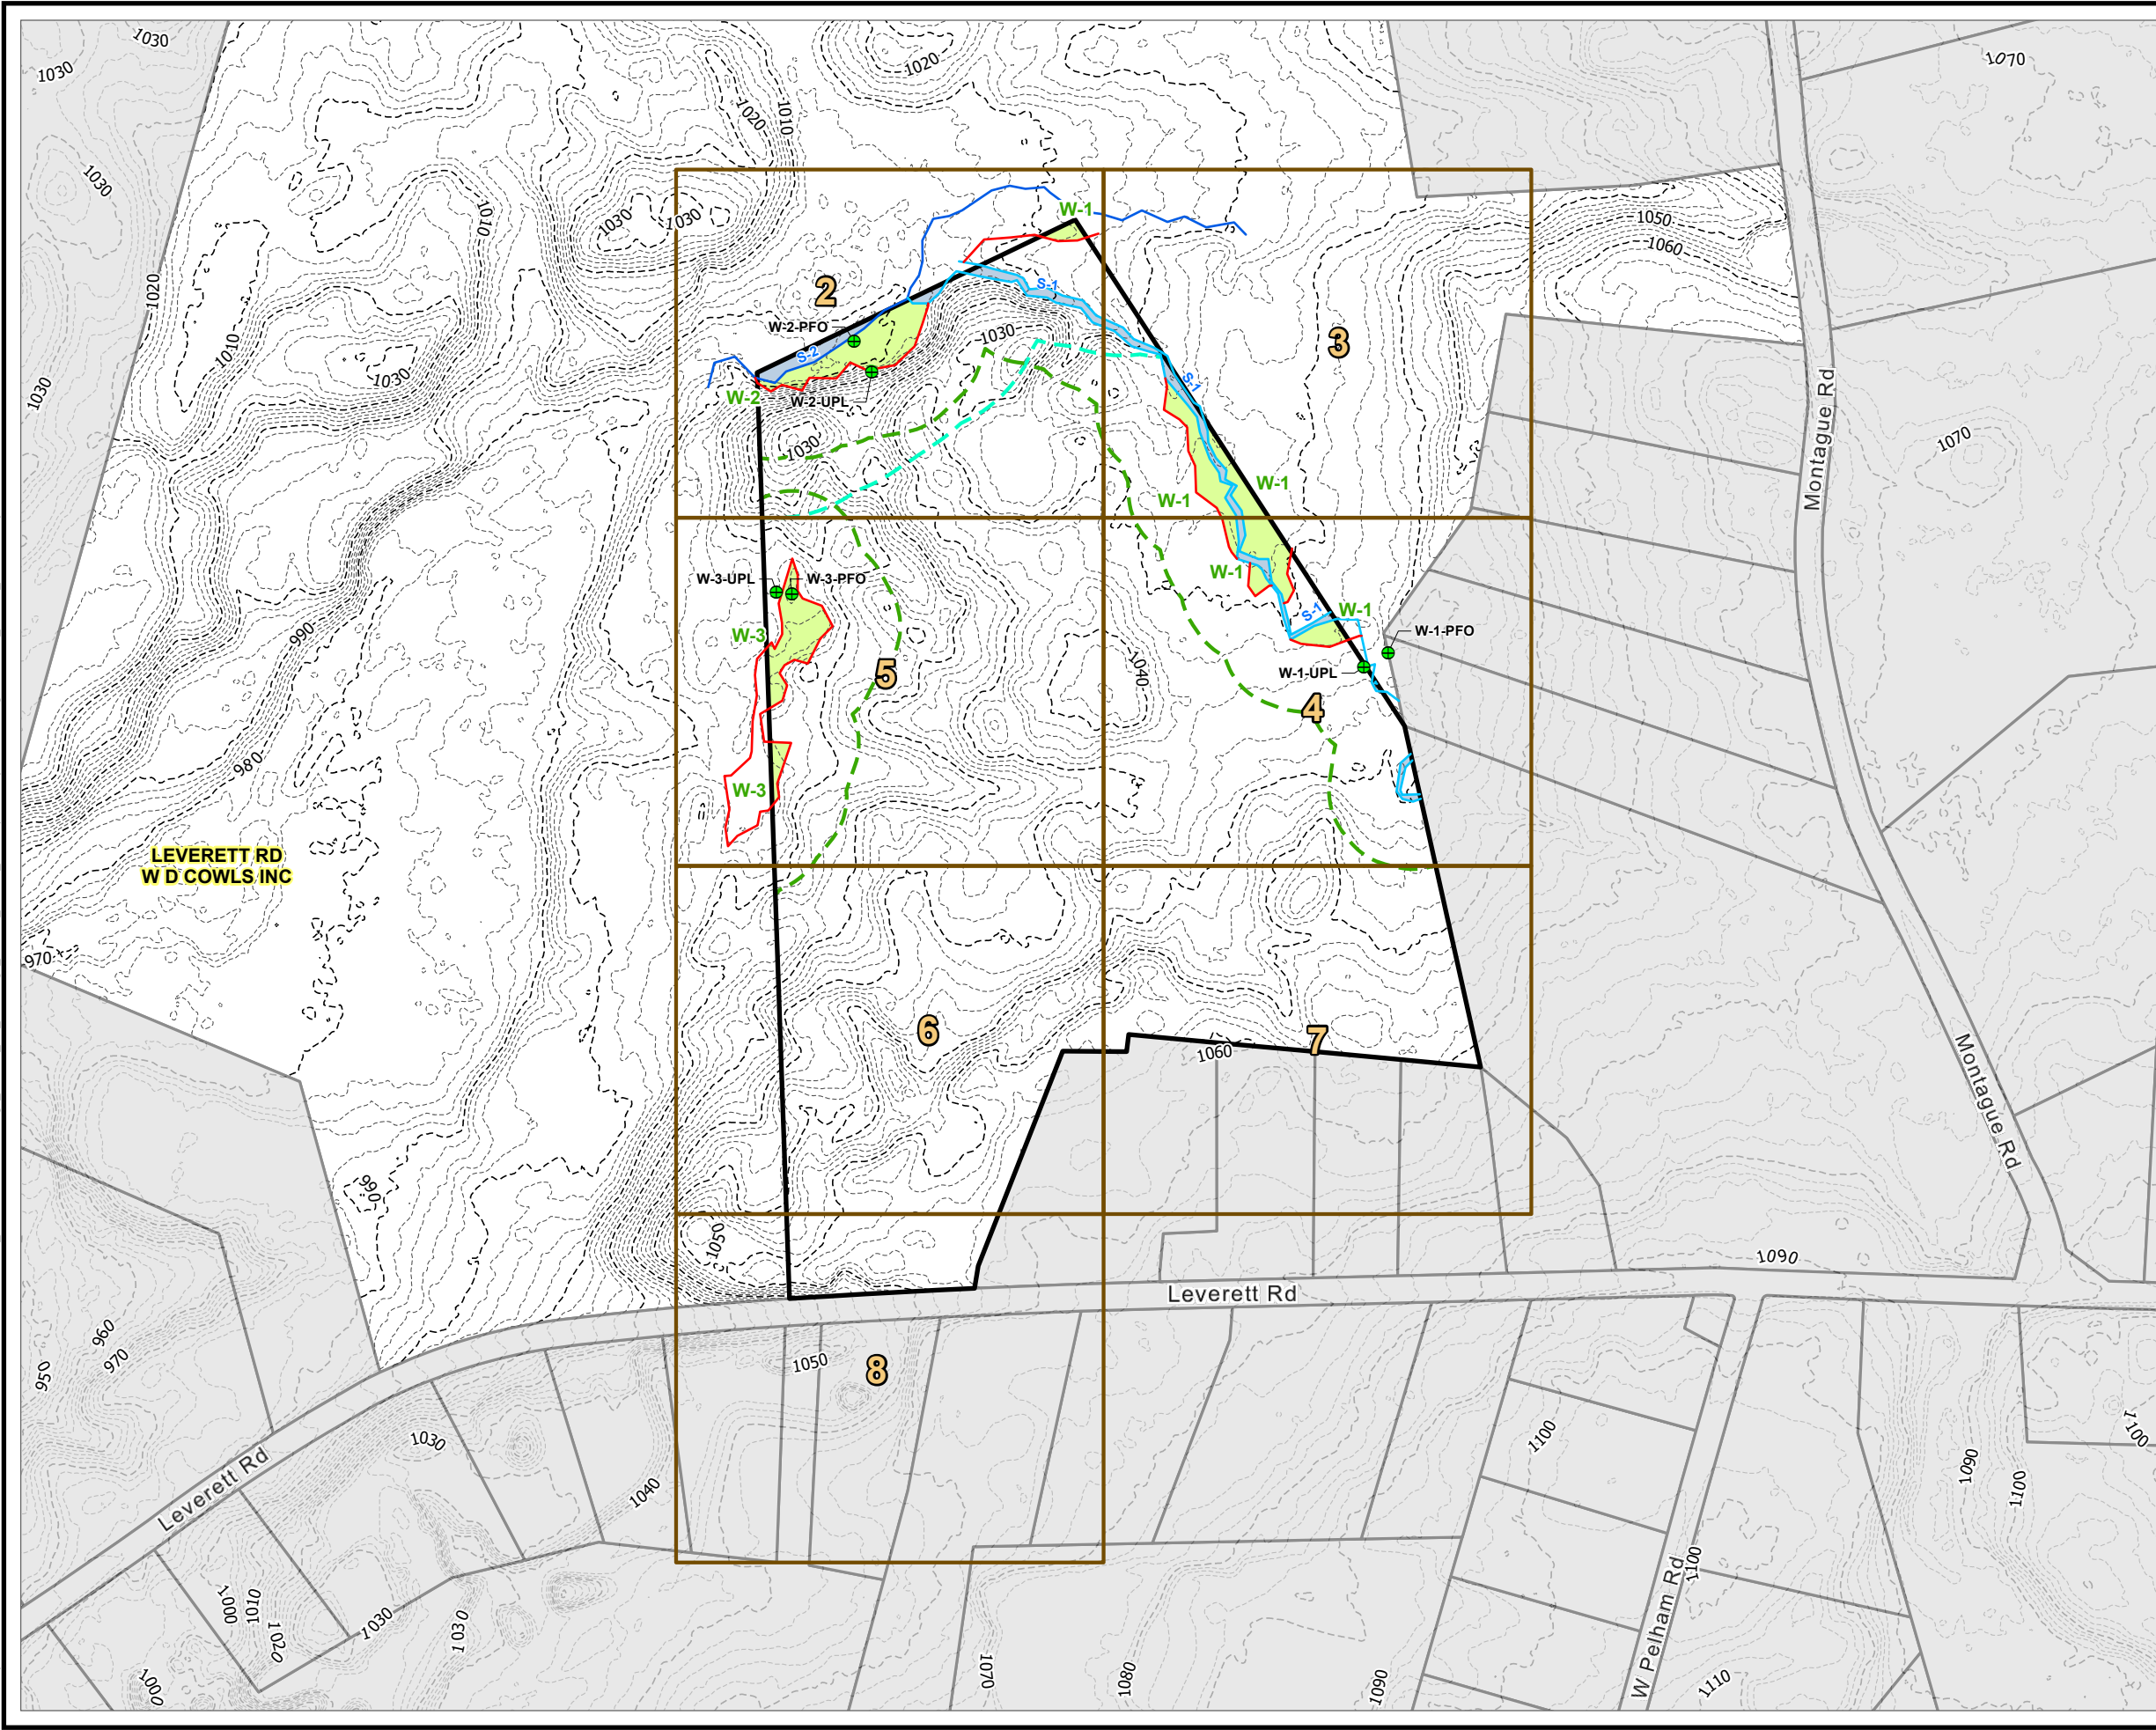 1030
1030
1020
1070
1020
1010
1030
1010
1030
1030
1050
1060
W-1
1020
2
S-1
W-2-PFO
1030
3
1010
S-2
1030
S-1
1030
W-2
W-2-UPL
Montague Rd
1070
1030
W-1
W-1
W-3-UPL
W-3-PFO
W-1
S-1
W-1
990
W-3
W-1-PFO
5
1040
W-1-UPL
4
980
W-3
LEVERETT RD
W D COWLS INC
970
6
7
1060
Montague Rd
990
1050
1090
Leverett Rd
960
970
950
1050
8
1030
1100
1100
Leverett Rd
1040
1090
1100
1000
1010
1020
1030
1030
1100
W Pelham Rd
1000
1070
1080
1090
1110